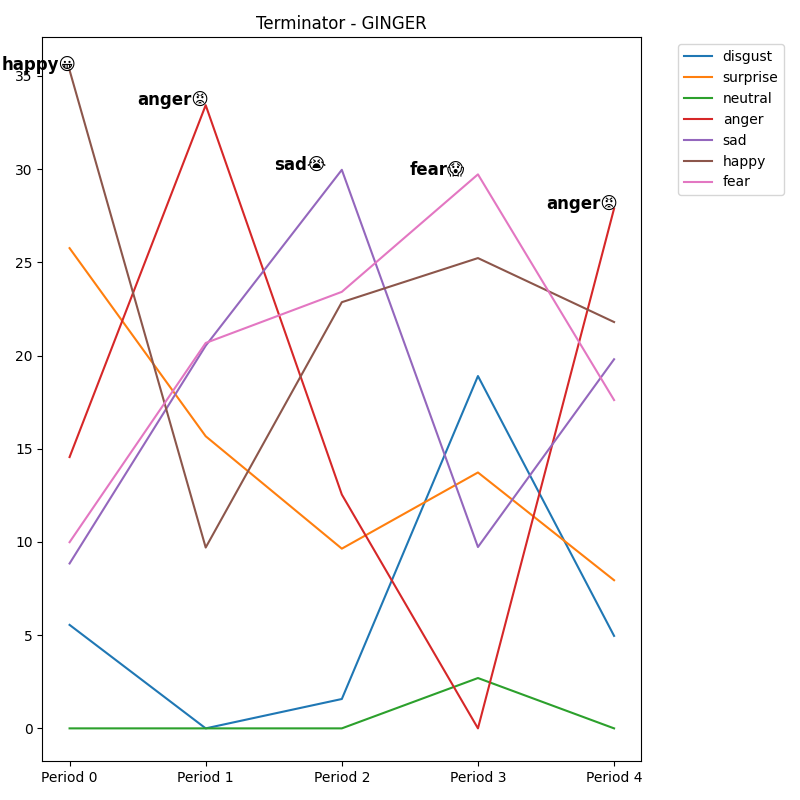 Terminator - GINGER
happy😀
anger😡
sad😭
fear😱
anger😡
35
30
25
20
15
10
5
0
Period 0 Period 1 Period 2 Period 3 Period 4
disgust
surprise
neutral
anger
sad
happy
fear